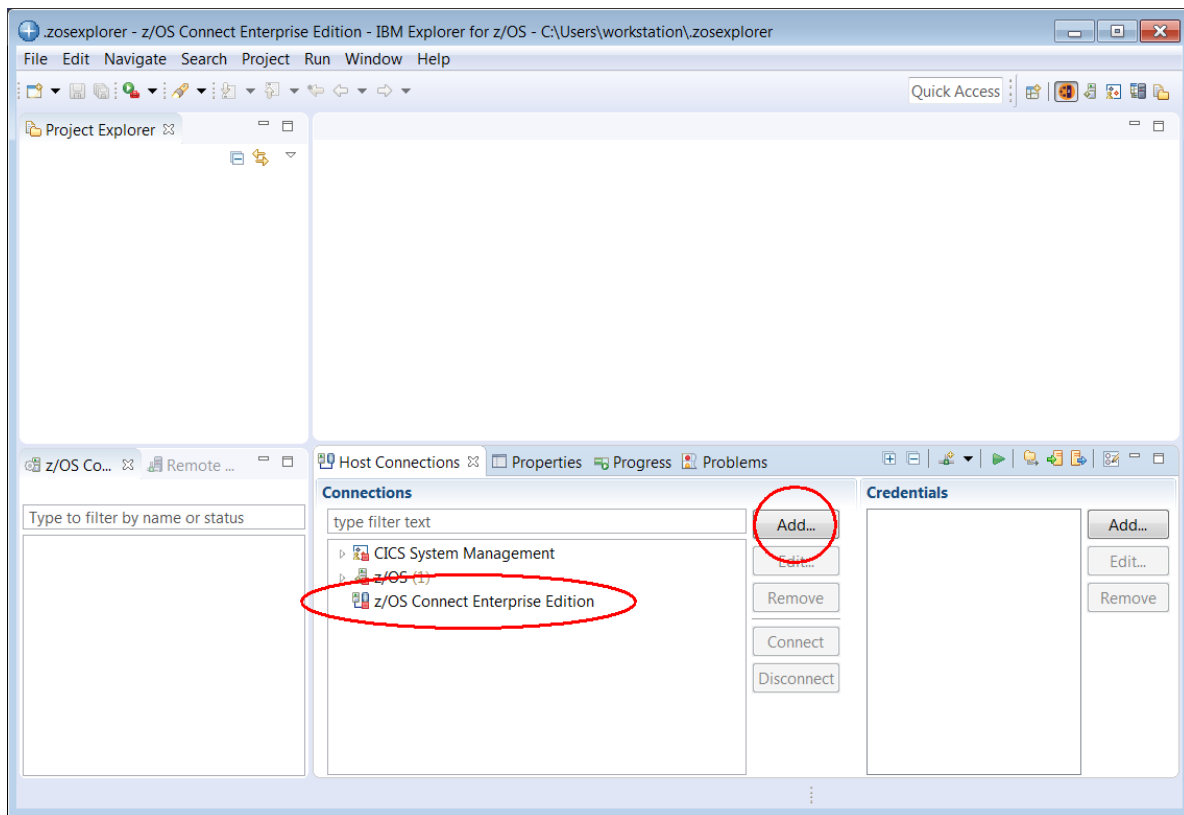 .zosexplorer - z/OS Connect Enterprise Edition - IBM Explorer for z/OS - C:\Users\workstation\.zosexplorer
File Edit Navigate Search Project Run Window Help
Quick Access
Project Explorer
z/OS Co... Remote ...
Type to filter by name or status
Host Connections Properties Progress Problems
Connections
type filter text
Add...
CICS System Management
Edit...
z/OS (1)
z/OS Connect Enterprise Edition
Remove
Connect
Disconnect
Credentials
Add...
Edit...
Remove